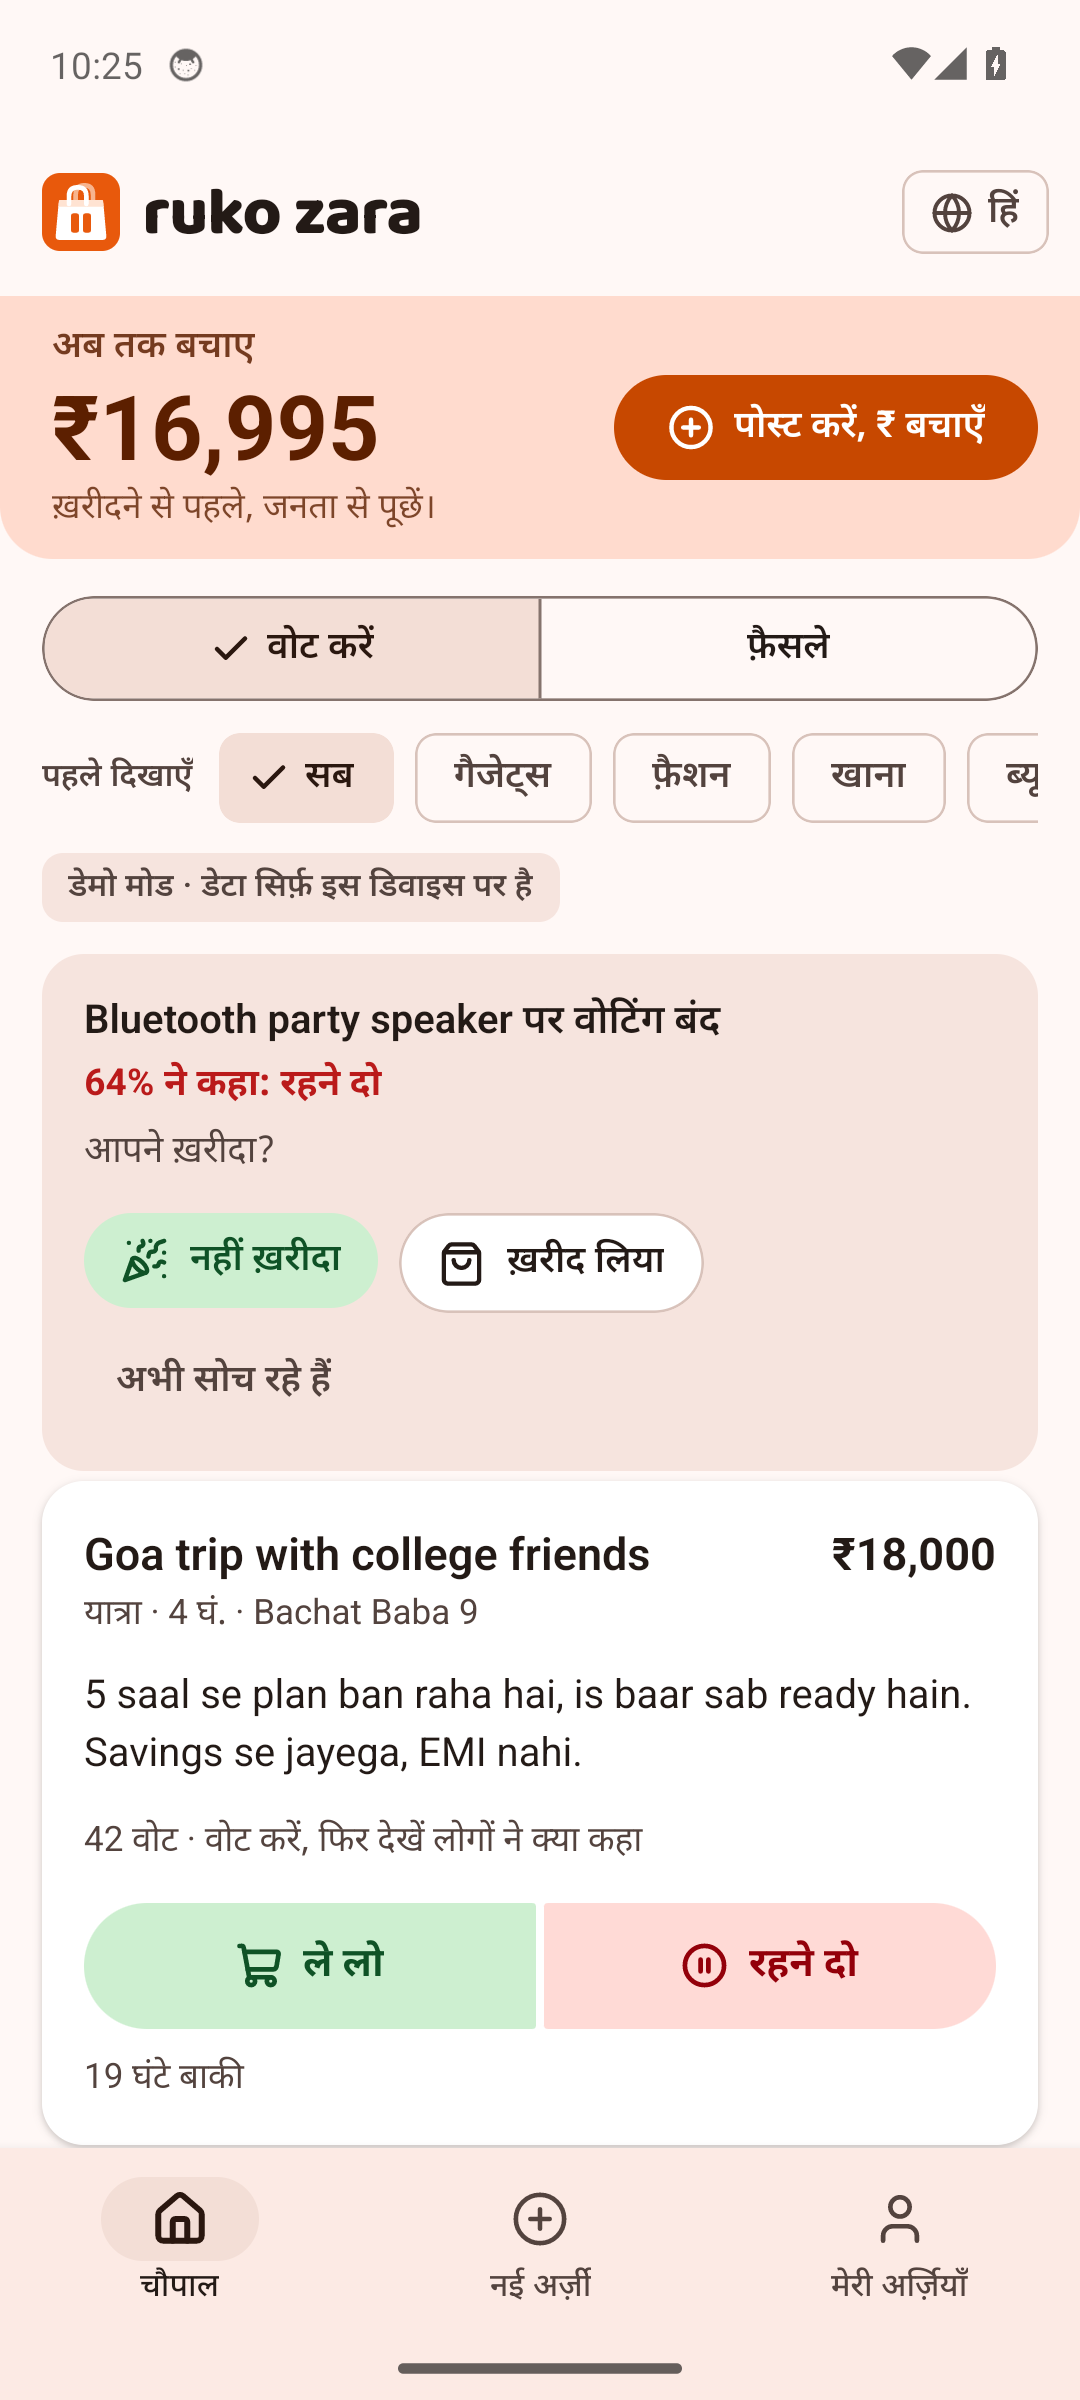 10:25
ruko zara
हिं
अब तक बचाए
₹16,995
पोस्ट करें, ₹ बचाएँ
ख़रीदने से पहले, जनता से पूछें।
वोट करें
फ़ैसले
पहले दिखाएँ
सब
गैजेट्स
फ़ैशन
खाना
डेमो मोड · डेटा सिर्फ़ इस डिवाइस पर है
Bluetooth party speaker पर वोटिंग बंद
64% ने कहा: रहने दो
आपने ख़रीदा?
नहीं ख़रीदा
ख़रीद लिया
अभी सोच रहे हैं
Goa trip with college friends
₹18,000
यात्रा · 4 घं. · Bachat Baba 9
5 saal se plan ban raha hai, is baar sab ready hain.
Savings se jayega, EMI nahi.
42 वोट · वोट करें, फिर देखें लोगों ने क्या कहा
ले लो
रहने दो
19 घंटे बाकी
चौपाल
नई अर्ज़ी
मेरी अर्ज़ियाँ